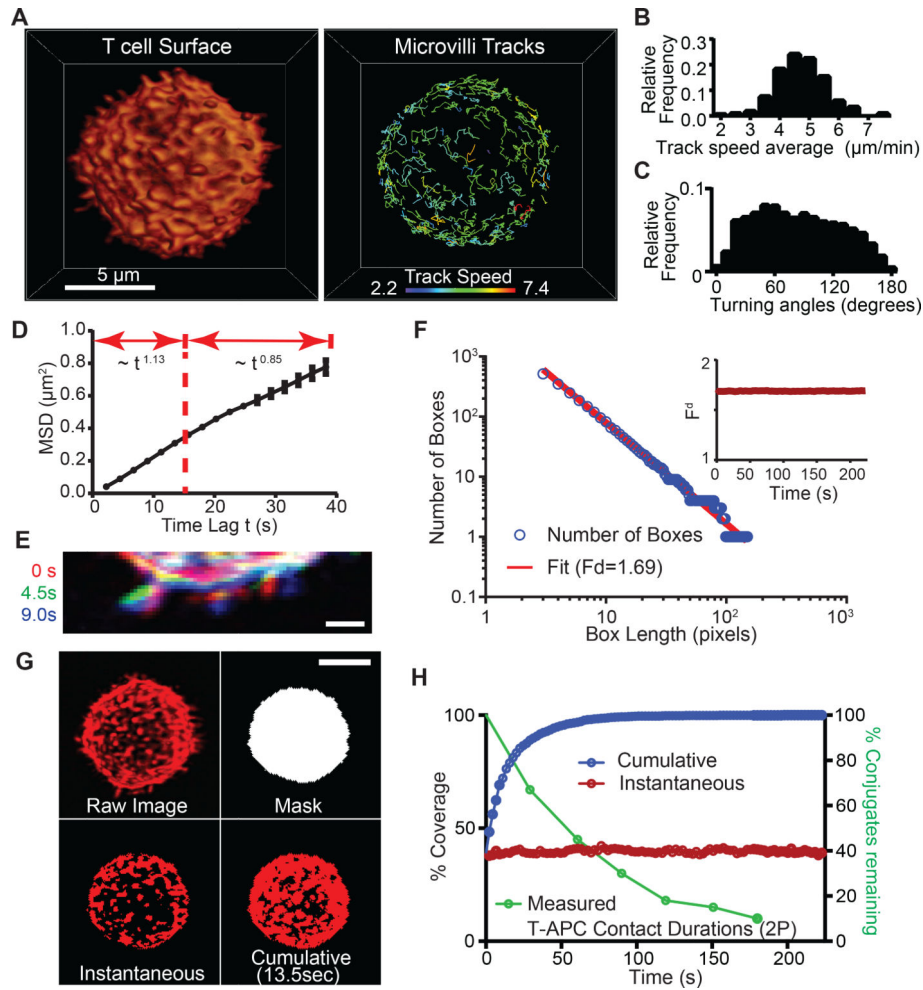 A
T cell Surface
Microvilli Tracks
5 µm
Track Speed
2.2
7.4
B
Relative
Frequency
0.3
0.2
0.1
0.0
2 3 4 5 6 7
Track speed average (µm/min)
C
Relative
Frequency
0.1
0
0 60 120 180
Turning angles (degrees)
D
MSD (µm²)
1.0
0.8
0.6
0.4
0.2
0.0
~ t^1.13
~ t^0.85
0 10 20 30 40
Time Lag t (s)
E
0 s
4.5s
9.0s
F
Number of Boxes
10³
10²
10
1
0.1
Number of Boxes
Fit (Fd=1.69)
1 10 10² 10³
Box Length (pixels)
F^d
2
1
0 50 100 150 200
Time (s)
G
Raw Image
Mask
Instantaneous
Cumulative
(13.5sec)
H
% Coverage
100
50
0
Cumulative
Instantaneous
Measured
T-APC Contact Durations (2P)
0 50 100 150 200
Time (s)
100
80
60
40
20
0
% Conjugates remaining